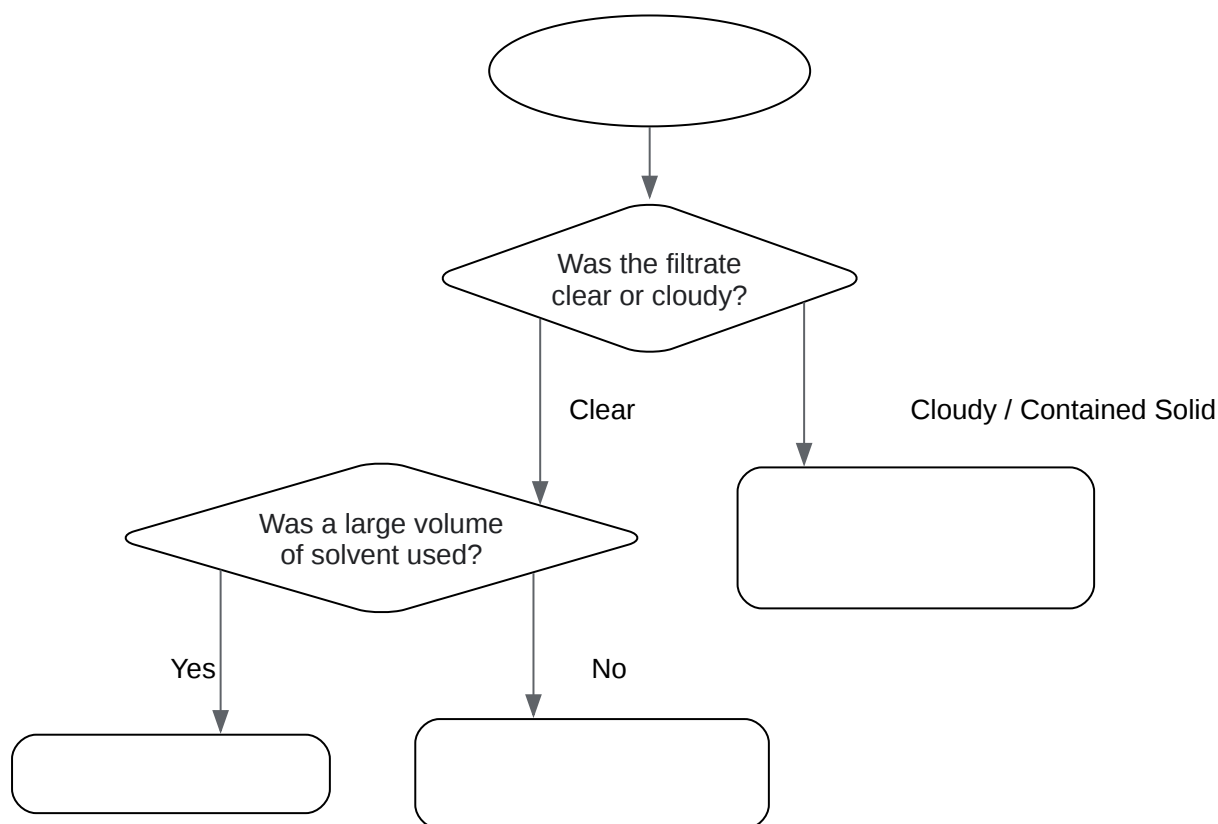 Was the filtrate
clear or cloudy?
Clear
Cloudy / Contained Solid
Was a large volume
of solvent used?
Yes
No